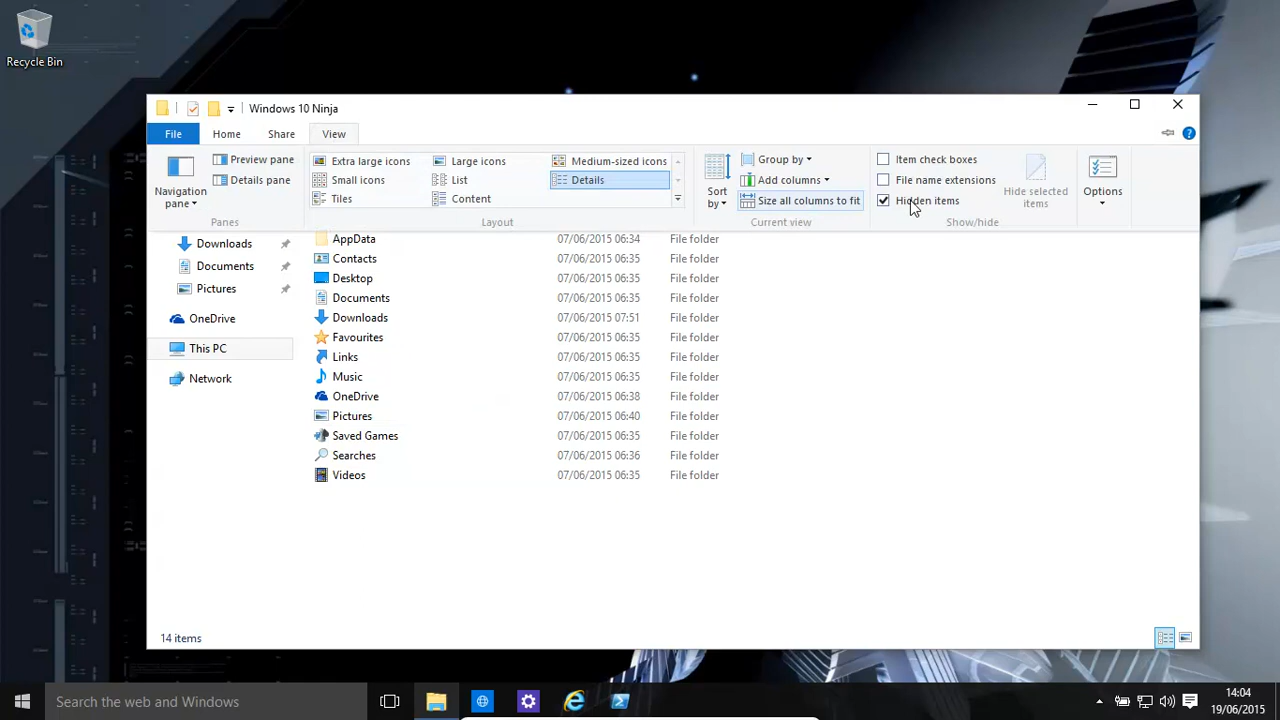 Recycle Bin
Windows 10 Ninja
File Home Share View
Navigation pane
Preview pane
Details pane
Panes
Extra large icons Large icons Medium-sized icons
Small icons List Details
Tiles Content
Layout
Sort by
Group by
Add columns
Size all columns to fit
Current view
Item check boxes
File name extensions
Hidden items
Hide selected items
Show/hide
Options
Downloads
Documents
Pictures
OneDrive
This PC
Network
AppData 07/06/2015 06:34 File folder
Contacts 07/06/2015 06:35 File folder
Desktop 07/06/2015 06:35 File folder
Documents 07/06/2015 06:35 File folder
Downloads 07/06/2015 07:51 File folder
Favourites 07/06/2015 06:35 File folder
Links 07/06/2015 06:35 File folder
Music 07/06/2015 06:35 File folder
OneDrive 07/06/2015 06:38 File folder
Pictures 07/06/2015 06:40 File folder
Saved Games 07/06/2015 06:35 File folder
Searches 07/06/2015 06:36 File folder
Videos 07/06/2015 06:35 File folder
14 items
Search the web and Windows
14:04
19/06/2015